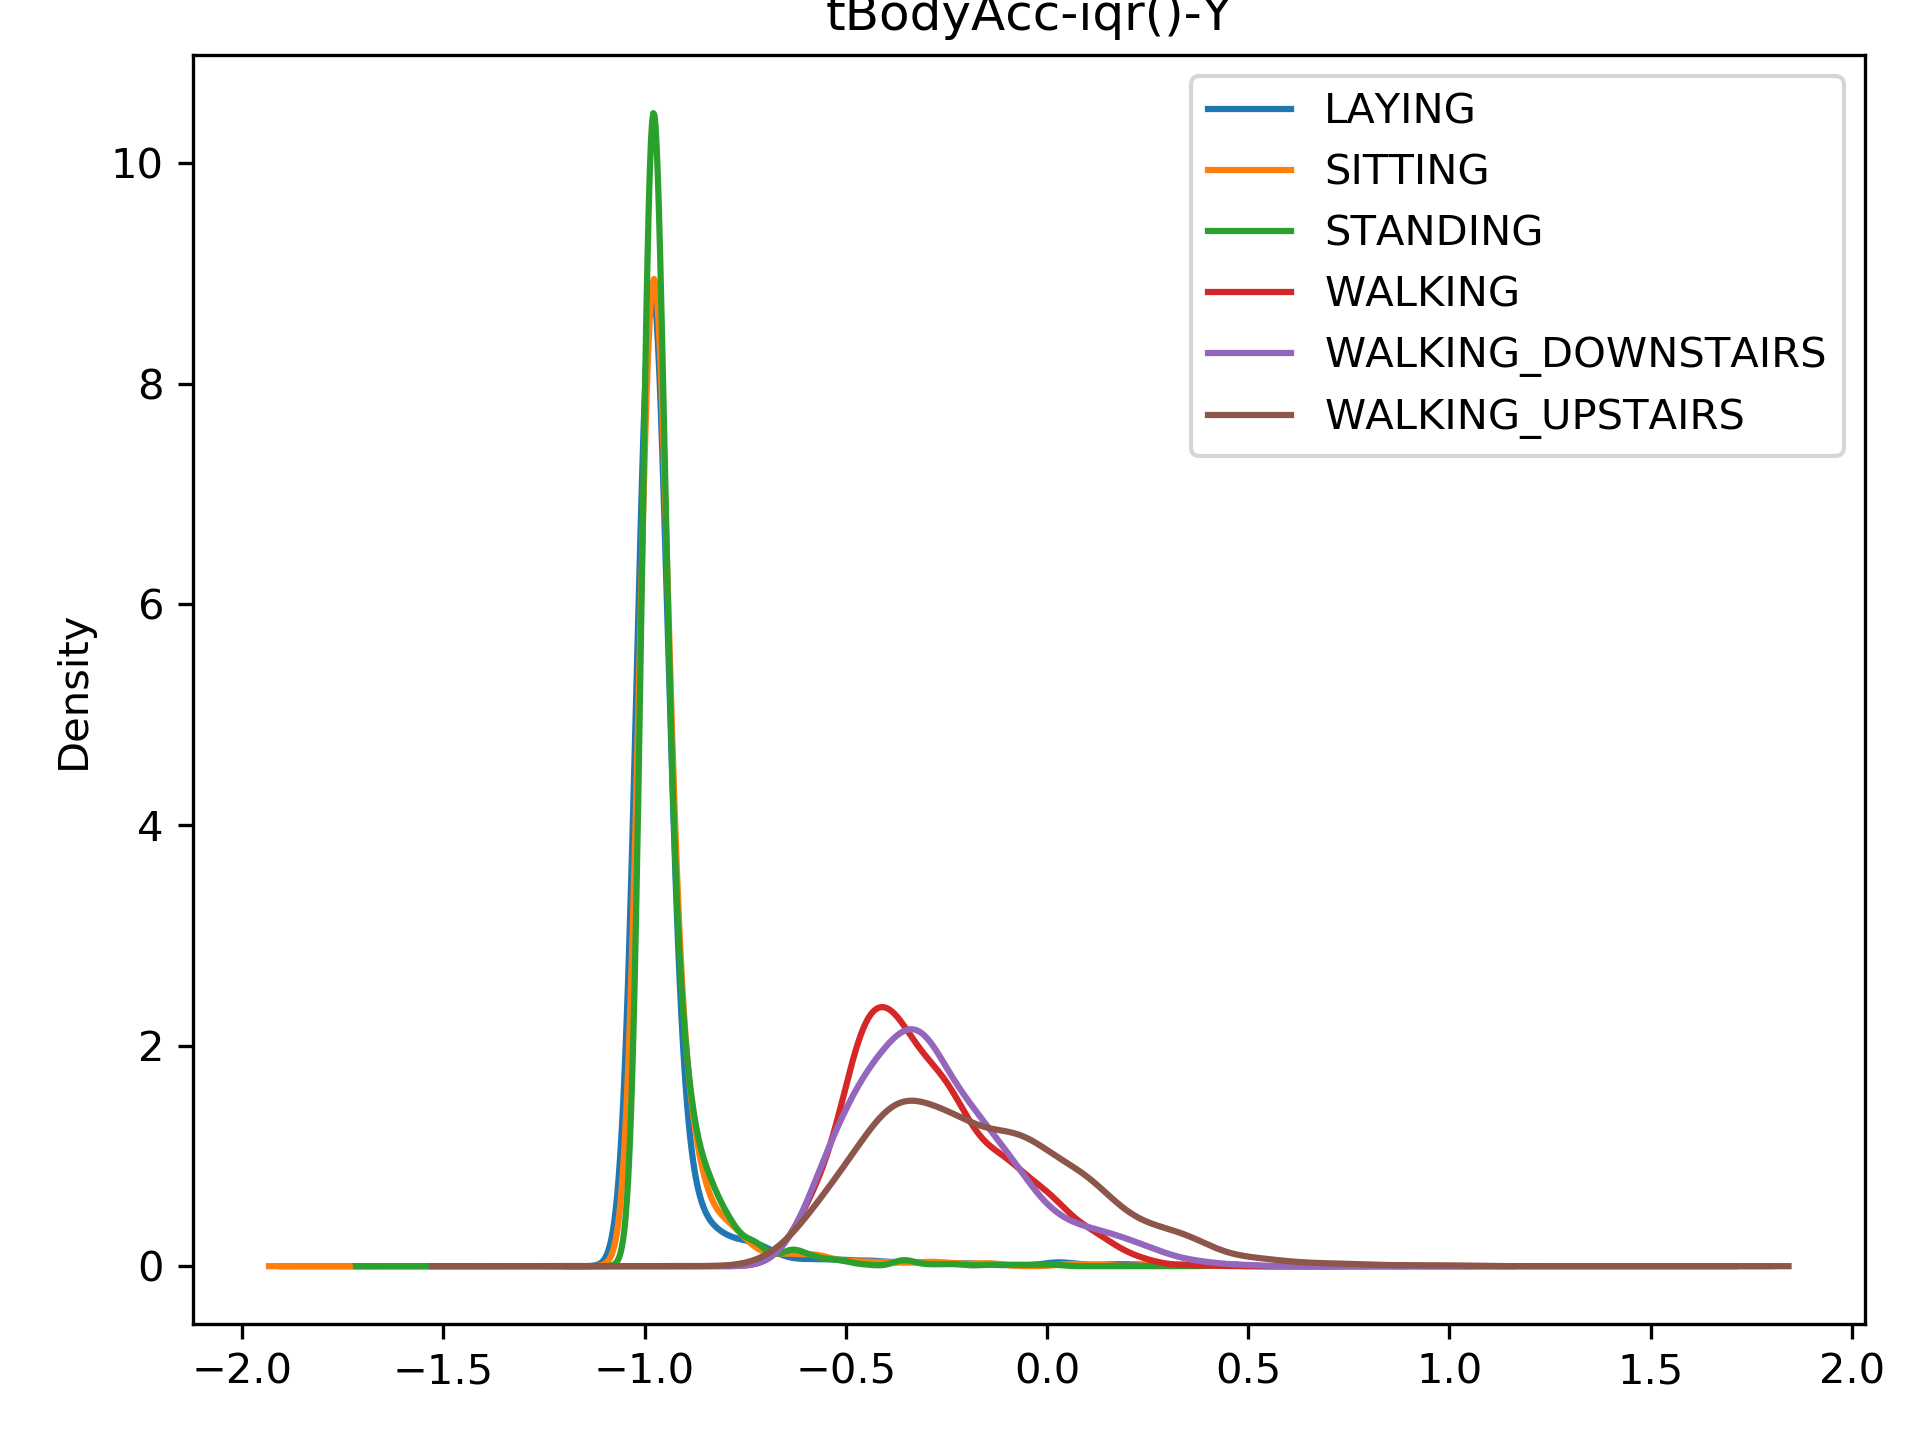 tBodyAcc-iqr()-Y
LAYING
SITTING
STANDING
WALKING
WALKING_DOWNSTAIRS
WALKING_UPSTAIRS
10
8
6
4
2
0
Density
−2.0 −1.5 −1.0 −0.5 0.0 0.5 1.0 1.5 2.0